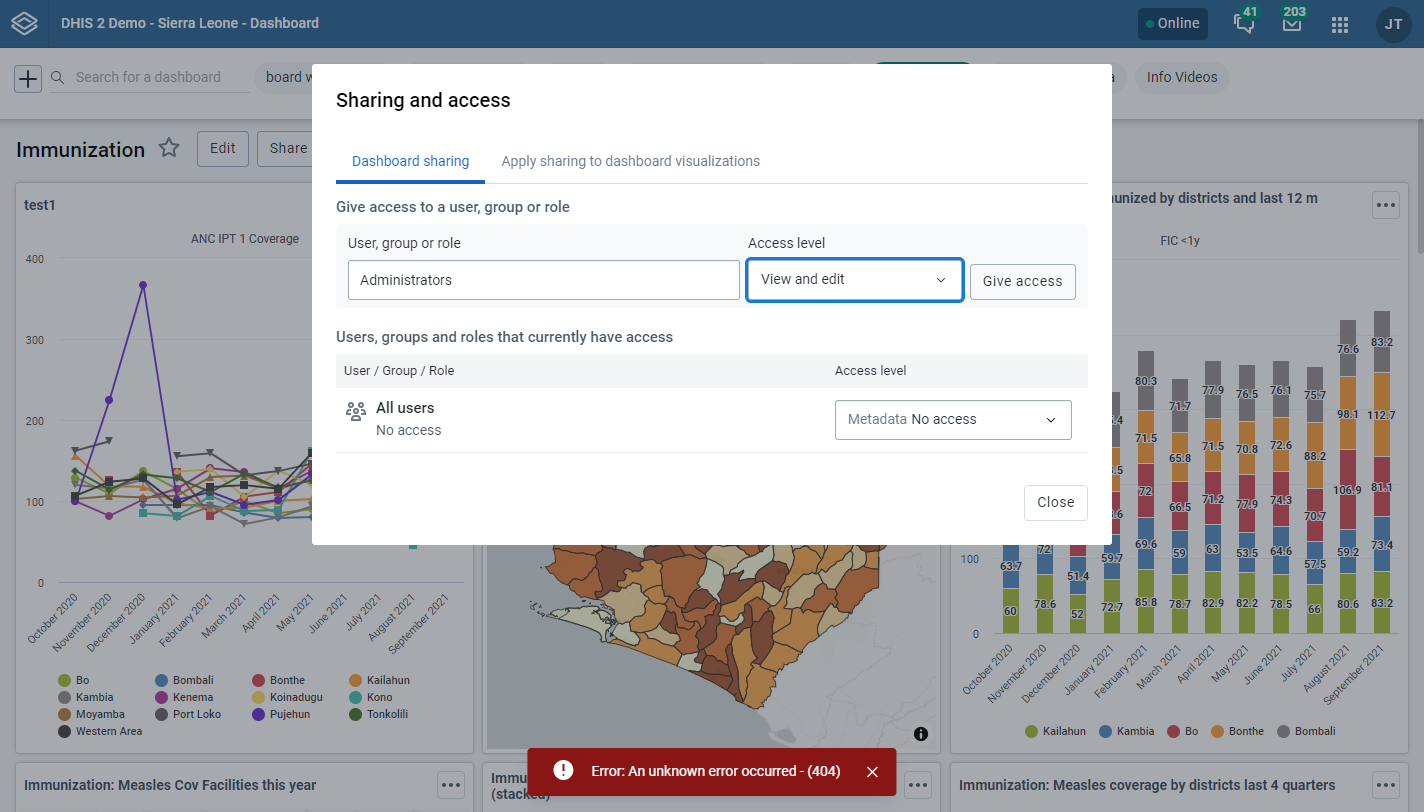 DHIS 2 Demo - Sierra Leone - Dashboard
Online
41
203
JT
Search for a dashboard
board
Info Videos
Immunization
Edit
Share
Sharing and access
Dashboard sharing
Apply sharing to dashboard visualizations
Give access to a user, group or role
User, group or role
Access level
Administrators
View and edit
Give access
Users, groups and roles that currently have access
User / Group / Role
Access level
All users
No access
Metadata No access
Close
test1
ANC IPT 1 Coverage
400
300
200
100
0
October 2020
November 2020
December 2020
January 2021
February 2021
March 2021
April 2021
May 2021
June 2021
July 2021
August 2021
September 2021
Bo
Bombali
Bonthe
Kailahun
Kambia
Kenema
Koinadugu
Kono
Moyamba
Port Loko
Pujehun
Tonkolili
Western Area
unized by districts and last 12 m
FIC <1y
100
0
63.7
60
72
78.6
51.4
52
59.7
72.7
80.3
71.5
72
69.6
85.8
71.7
65.8
66.5
59
78.7
77.9
71.5
71.2
63
82.9
76.5
70.8
77.9
53.5
82.2
76.1
72.6
74.3
64.6
78.5
75.7
88.2
70.7
57.5
66
76.6
98.1
106.9
59.2
80.6
83.2
112.7
81.1
73.4
83.2
October 2020
November 2020
December 2020
January 2021
February 2021
March 2021
April 2021
May 2021
June 2021
July 2021
August 2021
September 2021
Kailahun
Kambia
Bo
Bonthe
Bombali
Immunization: Measles Cov Facilities this year
Immu
(stacked)
Immunization: Measles coverage by districts last 4 quarters
Error: An unknown error occurred - (404)